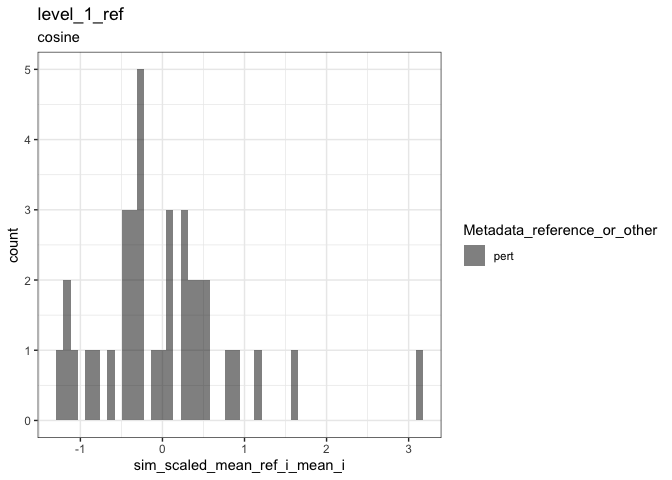 level_1_ref
cosine
5
4
3
2
1
0
count
-1 0 1 2 3
sim_scaled_mean_ref_i_mean_i
Metadata_reference_or_other
pert